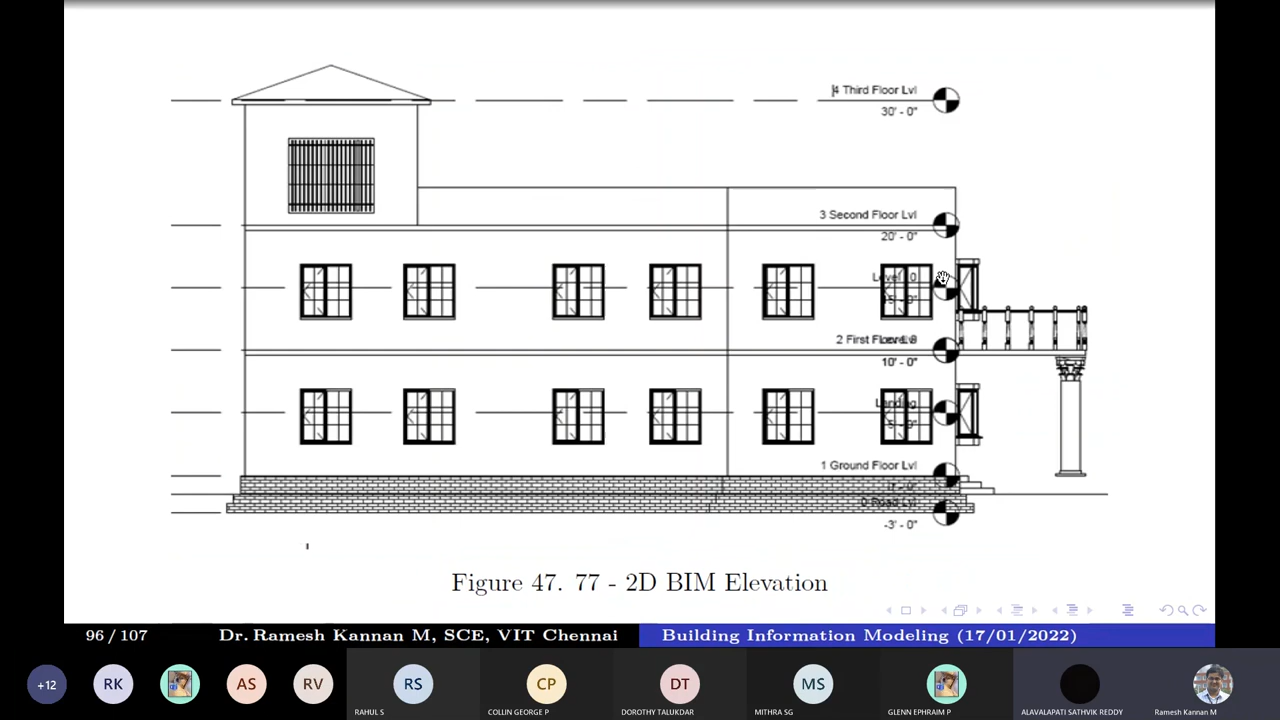 4 Third Floor Lvl
30' - 0"
3 Second Floor Lvl
20' - 0"
2 First Floor
10' - 0"
Landing
5' - 0"
1 Ground Floor Lvl
0 Road Lvl
-3' - 0"
Figure 47. 77 - 2D BIM Elevation
96 / 107
Dr. Ramesh Kannan M, SCE, VIT Chennai
Building Information Modeling (17/01/2022)
+12
RK
AS
RV
RS
CP
DT
MS
RAHUL S
COLLIN GEORGE P
DOROTHY TALUKDAR
MITHRA SG
GLENN EPHRAIM P
ALAVALAPATI SATHVIK REDDY
Ramesh Kannan M